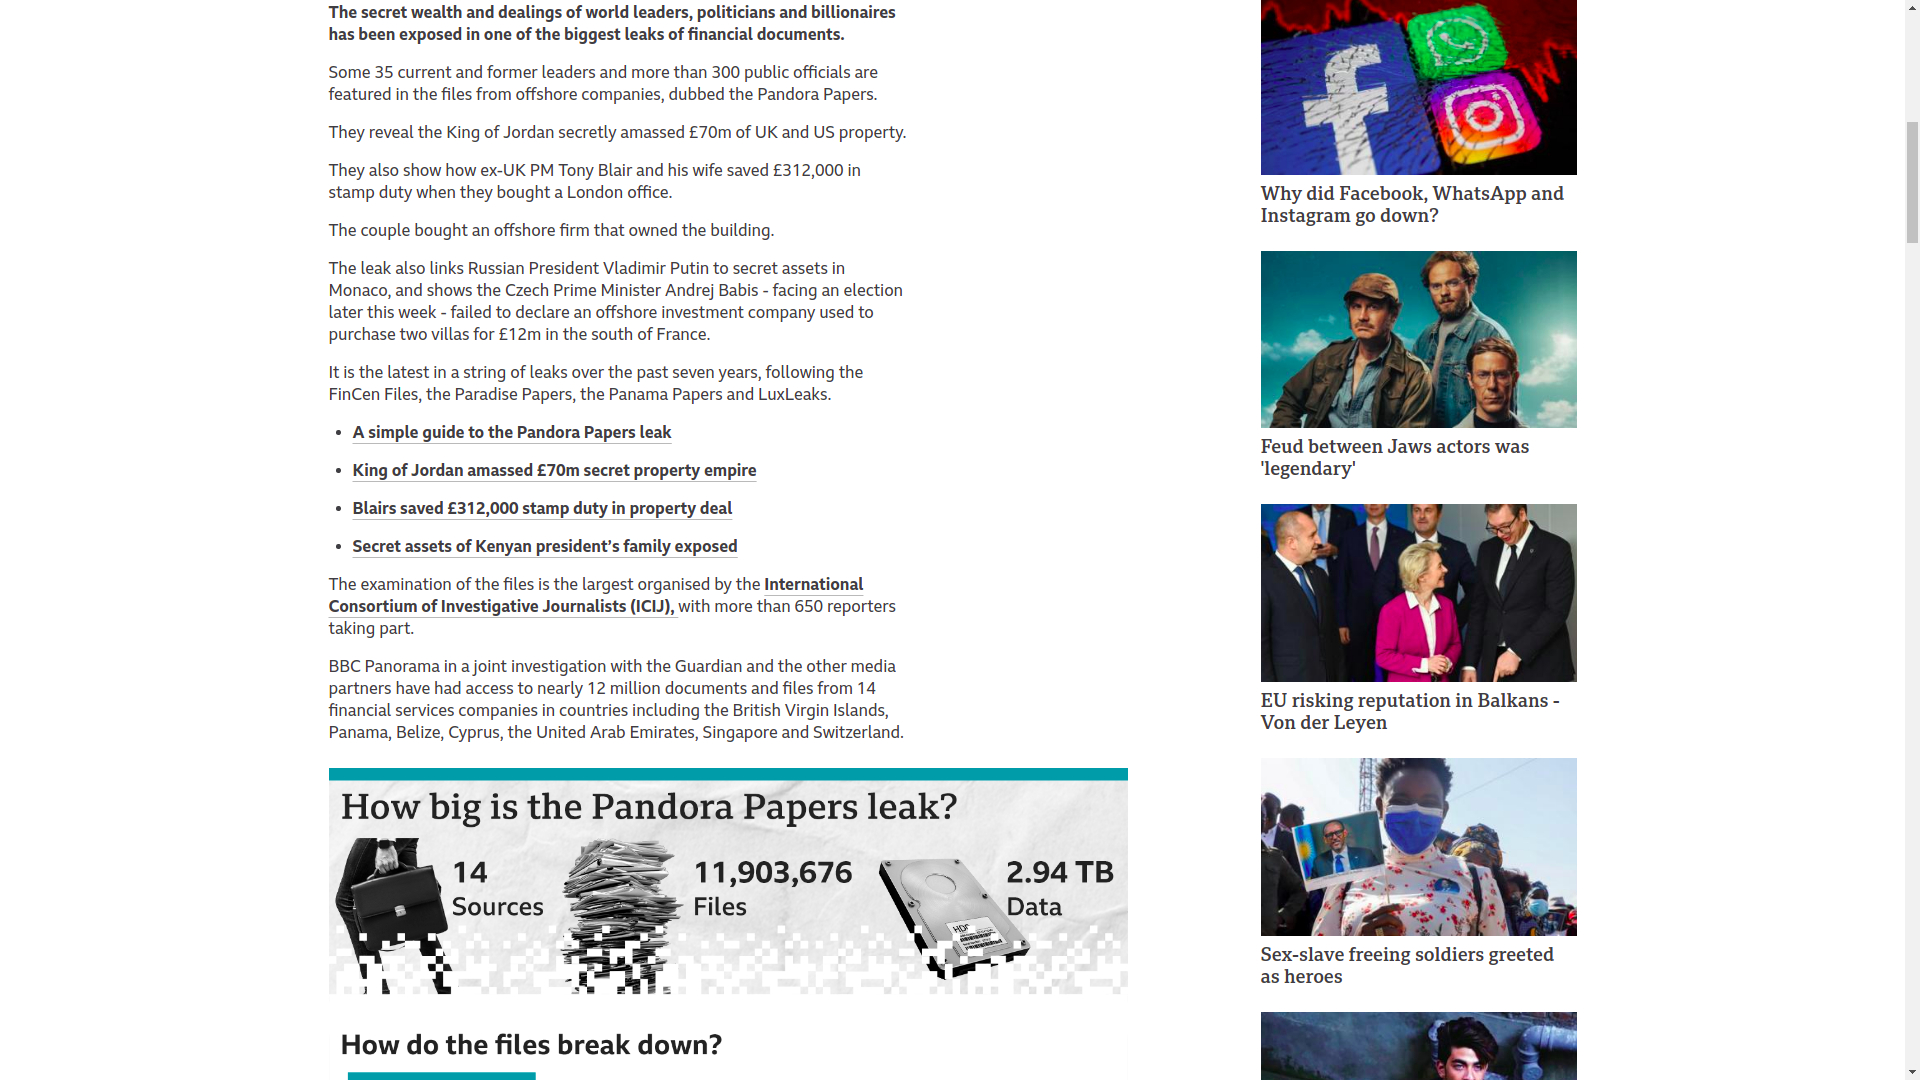 The secret wealth and dealings of world leaders, politicians and billionaires
has been exposed in one of the biggest leaks of financial documents.
Some 35 current and former leaders and more than 300 public officials are
featured in the files from offshore companies, dubbed the Pandora Papers.
They reveal the King of Jordan secretly amassed £70m of UK and US property.
They also show how ex-UK PM Tony Blair and his wife saved £312,000 in
stamp duty when they bought a London office.
The couple bought an offshore firm that owned the building.
The leak also links Russian President Vladimir Putin to secret assets in
Monaco, and shows the Czech Prime Minister Andrej Babis - facing an election
later this week - failed to declare an offshore investment company used to
purchase two villas for £12m in the south of France.
It is the latest in a string of leaks over the past seven years, following the
FinCen Files, the Paradise Papers, the Panama Papers and LuxLeaks.
• A simple guide to the Pandora Papers leak
• King of Jordan amassed £70m secret property empire
• Blairs saved £312,000 stamp duty in property deal
• Secret assets of Kenyan president’s family exposed
The examination of the files is the largest organised by the International
Consortium of Investigative Journalists (ICIJ), with more than 650 reporters
taking part.
BBC Panorama in a joint investigation with the Guardian and the other media
partners have had access to nearly 12 million documents and files from 14
financial services companies in countries including the British Virgin Islands,
Panama, Belize, Cyprus, the United Arab Emirates, Singapore and Switzerland.
How big is the Pandora Papers leak?
14
Sources
11,903,676
Files
HDD
2.94 TB
Data
How do the files break down?
Why did Facebook, WhatsApp and
Instagram go down?
Feud between Jaws actors was
'legendary'
EU risking reputation in Balkans -
Von der Leyen
Sex-slave freeing soldiers greeted
as heroes